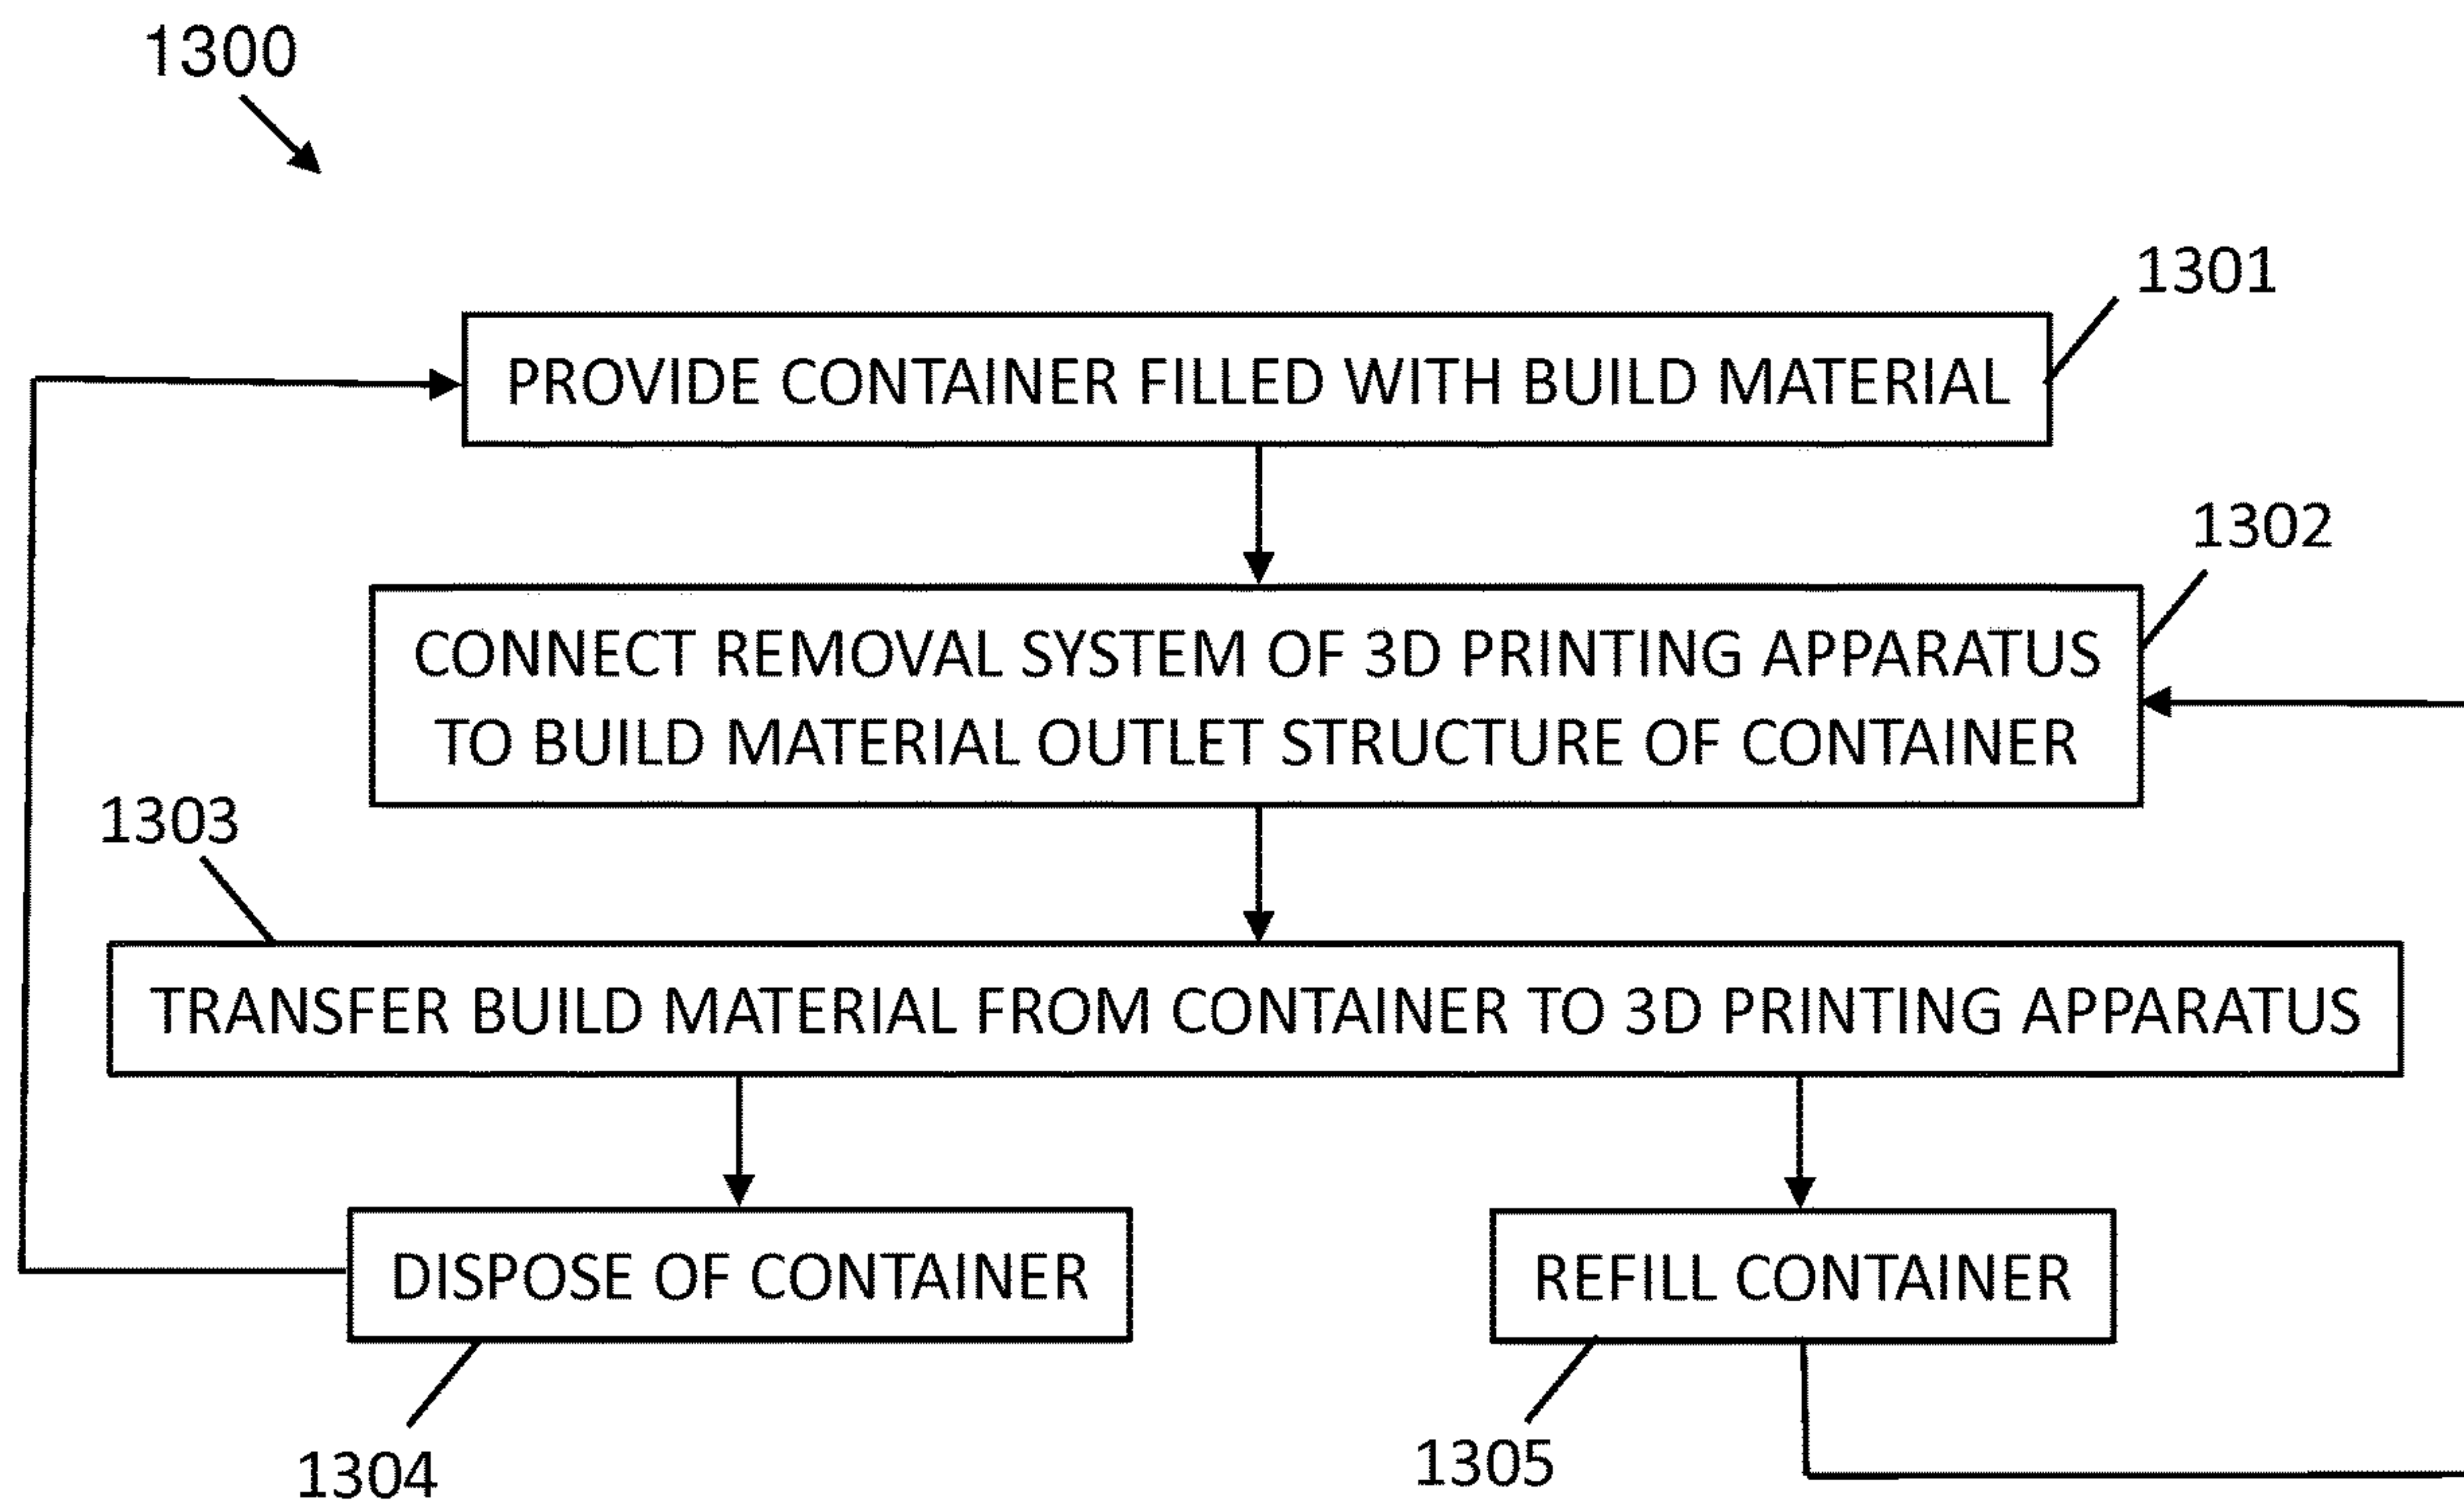 1300
1301
PROVIDE CONTAINER FILLED WITH BUILD MATERIAL
1302
CONNECT REMOVAL SYSTEM OF 3D PRINTING APPARATUS
TO BUILD MATERIAL OUTLET STRUCTURE OF CONTAINER
1303
TRANSFER BUILD MATERIAL FROM CONTAINER TO 3D PRINTING APPARATUS
DISPOSE OF CONTAINER
REFILL CONTAINER
1304
1305